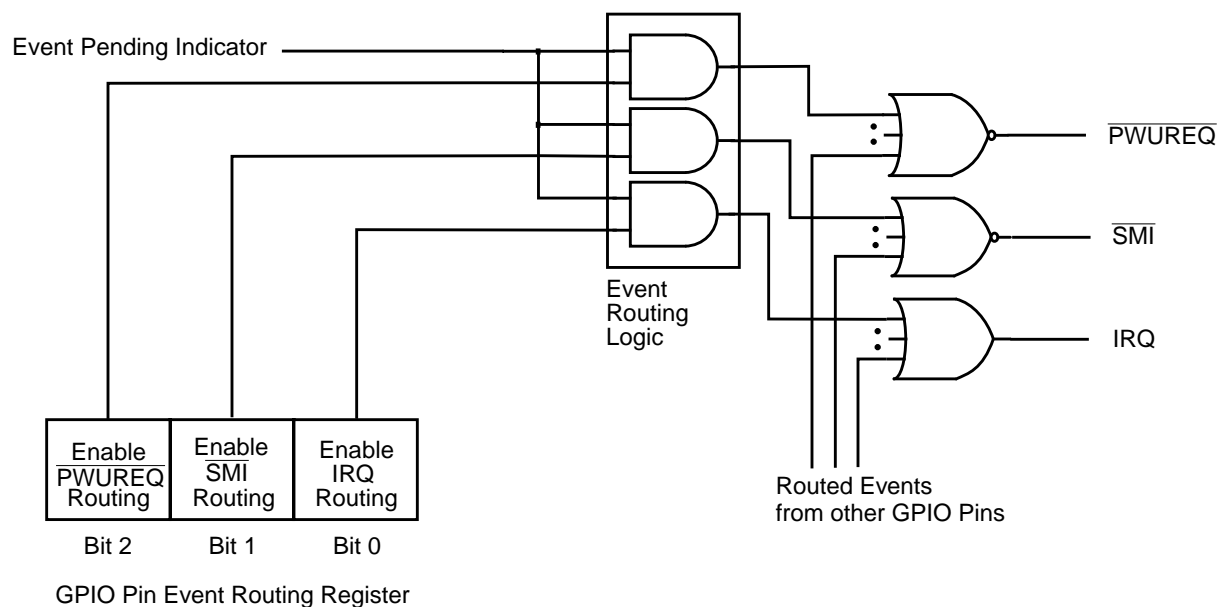 Event Pending Indicator
PWUREQ
SMI
IRQ
Event
Routing
Logic
Enable
PWUREQ
Routing
Enable
SMI
Routing
Enable
IRQ
Routing
Bit 2
Bit 1
Bit 0
Routed Events
from other GPIO Pins
GPIO Pin Event Routing Register